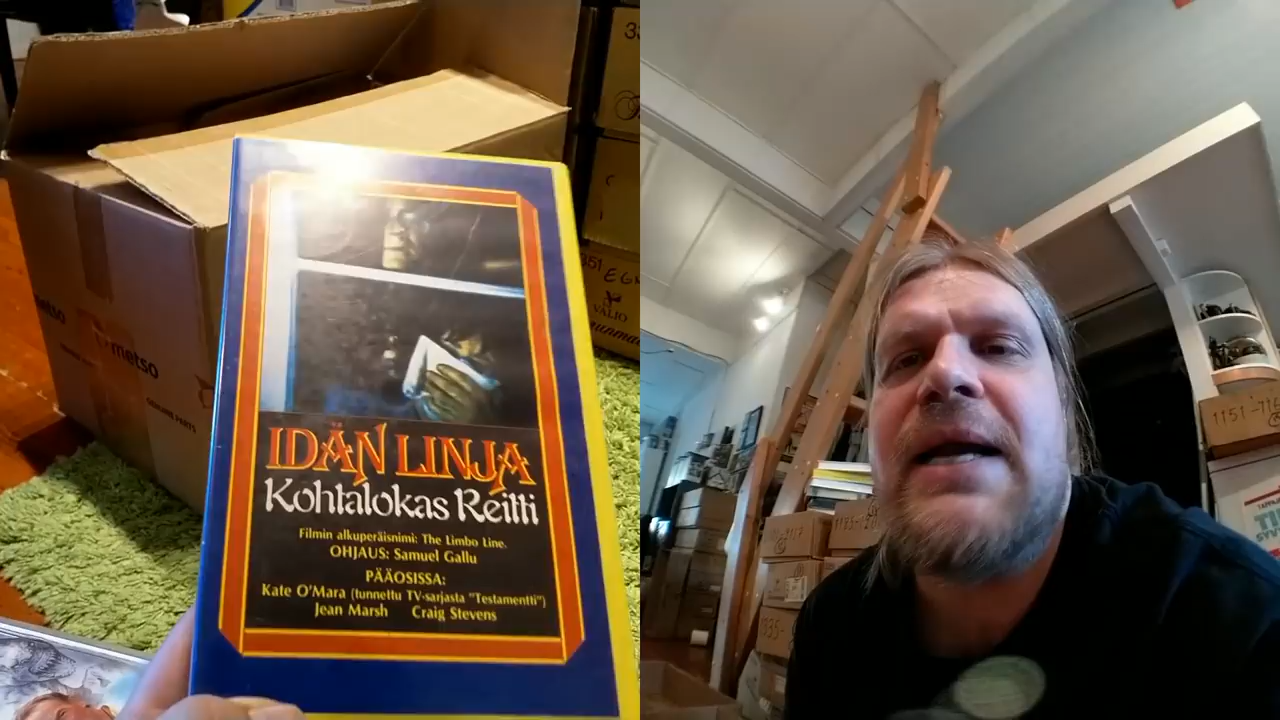 IDÄN LINJA
Kohtalokas Reitti
Filmin alkuperäisnimi: The Limbo Line.
OHJAUS: Samuel Gallu
PÄÄOSISSA:
Kate O'Mara (tunnettu TV-sarjasta "Testamentti")
Jean Marsh Craig Stevens
metso
metso
VALIO